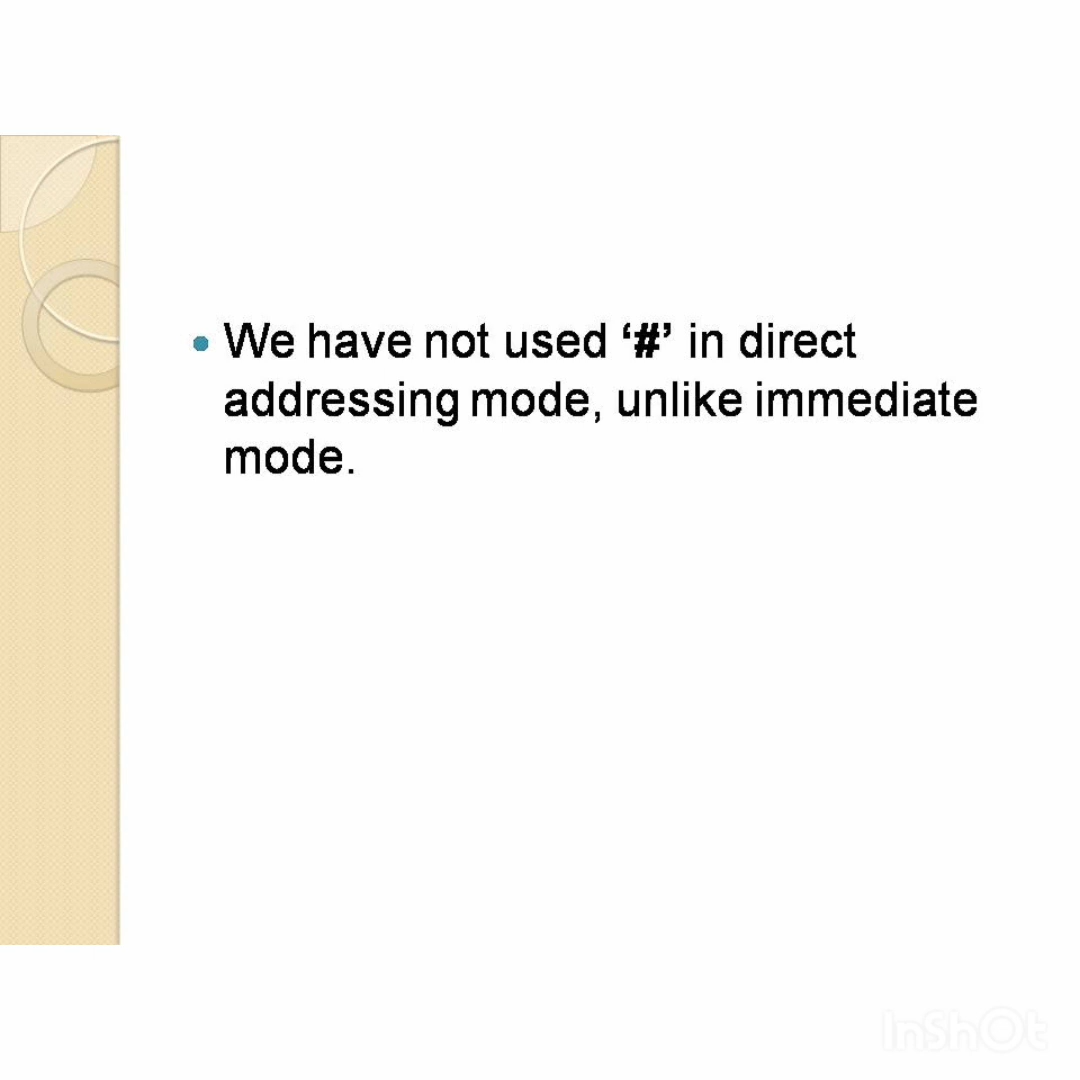 We have not used ‘#’ in direct
addressing mode, unlike immediate
mode.
InShOt